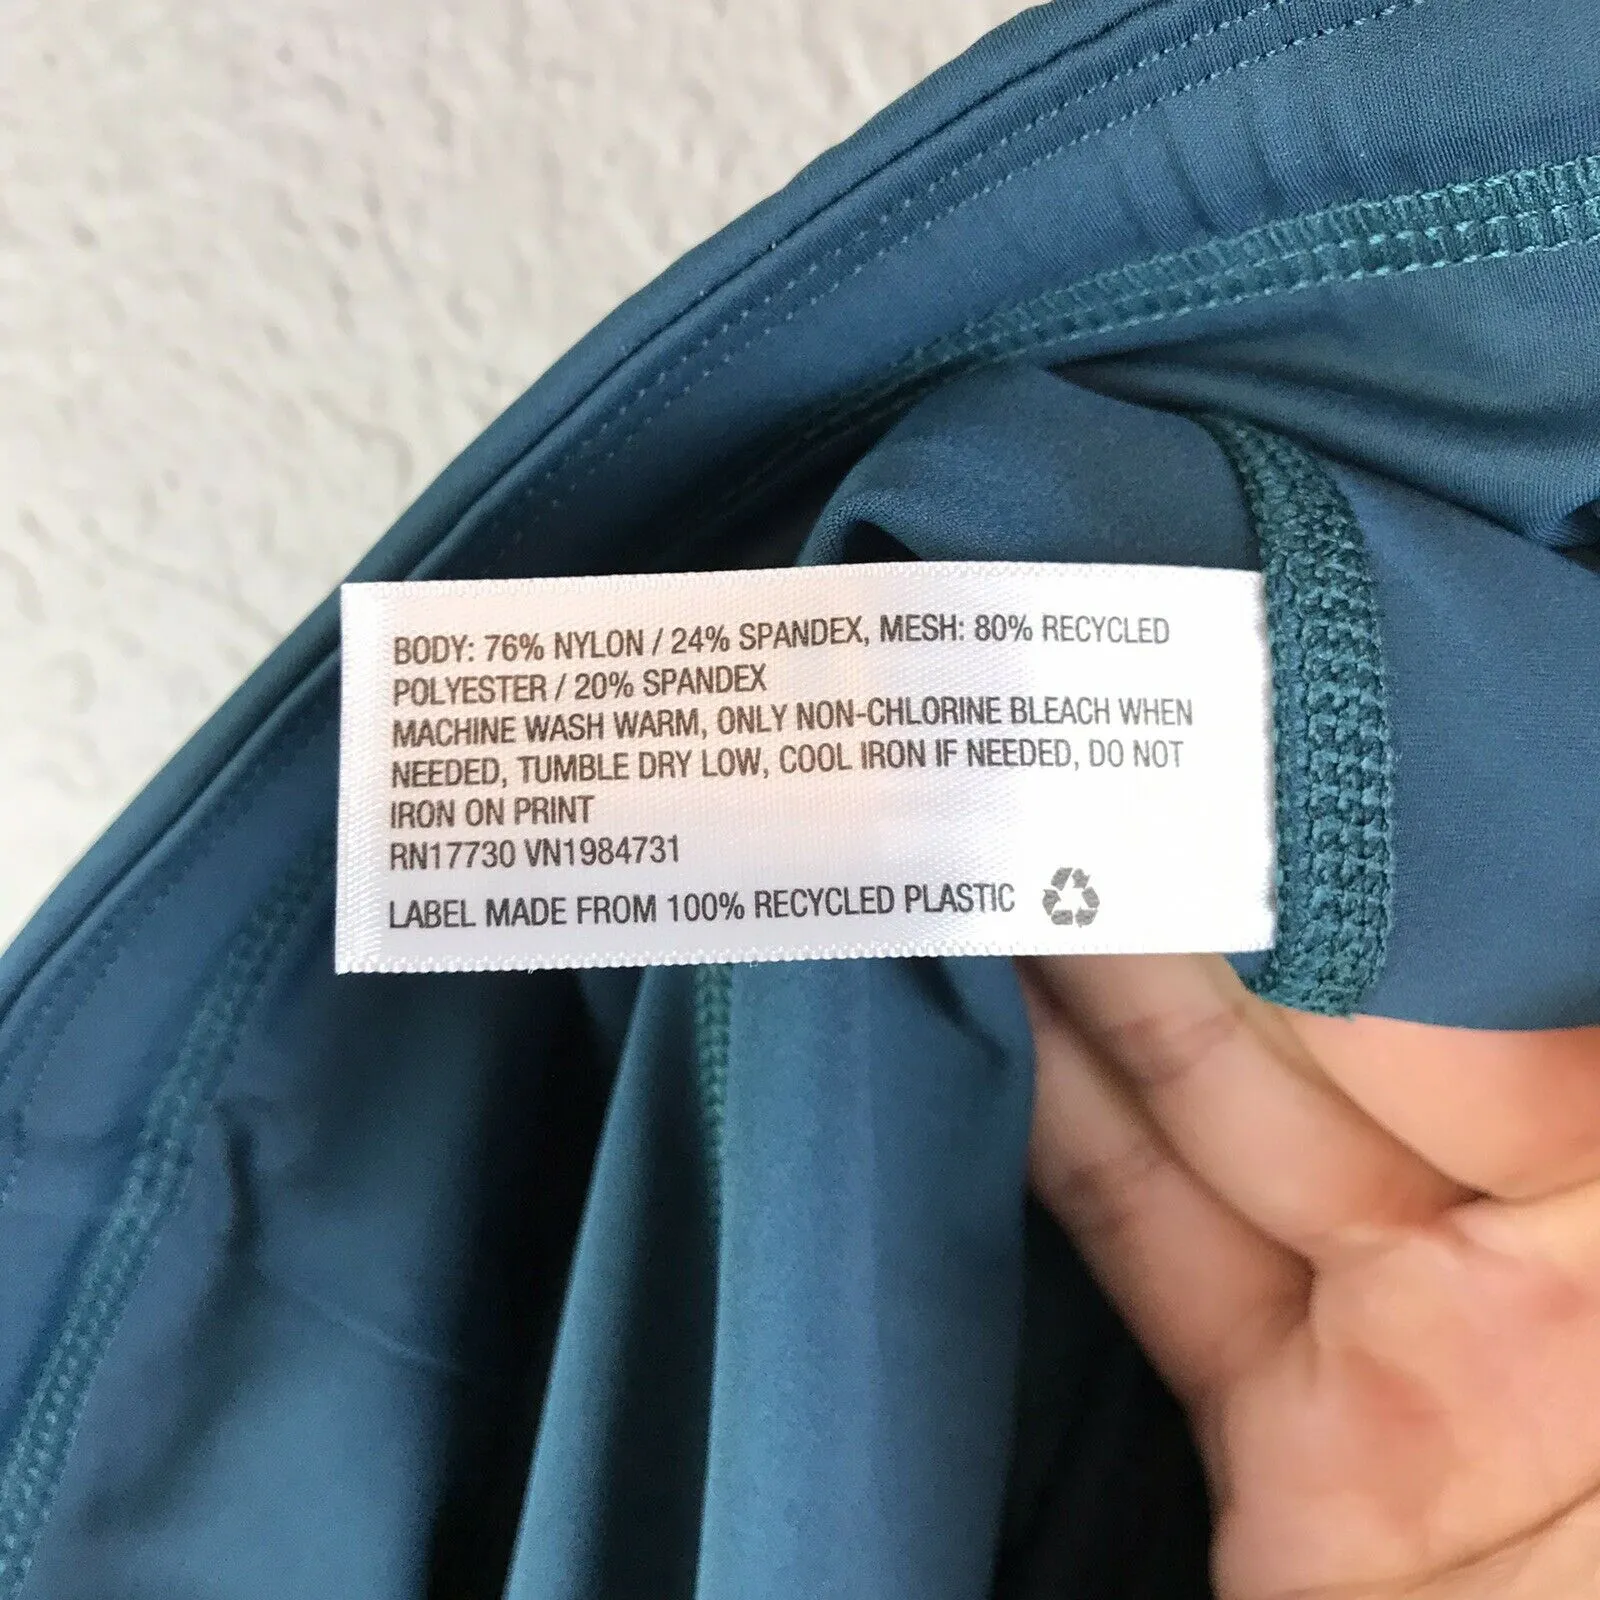 BODY: 76% NYLON / 24% SPANDEX, MESH: 80% RECYCLED
POLYESTER / 20% SPANDEX
MACHINE WASH WARM, ONLY NON-CHLORINE BLEACH WHEN
NEEDED, TUMBLE DRY LOW, COOL IRON IF NEEDED, DO NOT
IRON ON PRINT
RN17730 VN1984731
LABEL MADE FROM 100% RECYCLED PLASTIC